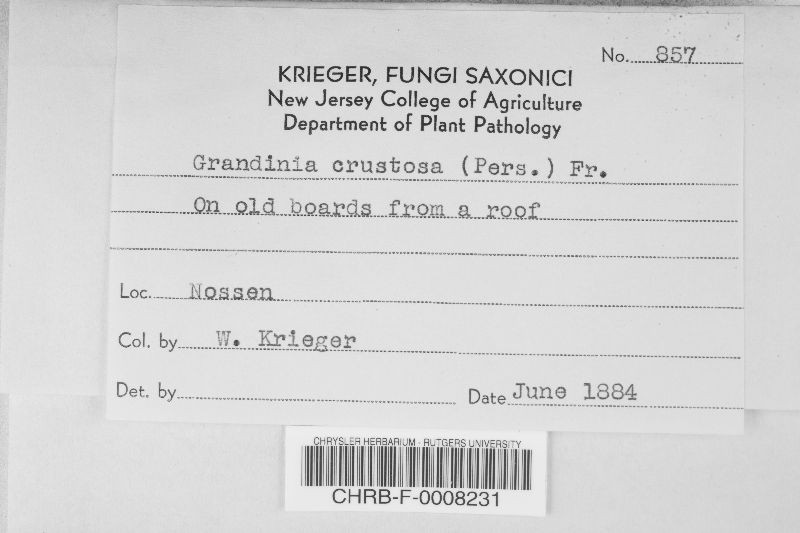 No. 857
KRIEGER, FUNGI SAXONICI
New Jersey College of Agriculture
Department of Plant Pathology
Grandinia crustosa (Pers.) Fr.
On old boards from a roof
Loc. Nossen
Col. by W. Krieger
Det. by
Date June 1884
CHRYSLER HERBARIUM - RUTGERS UNIVERSITY
CHRB-F-0008231